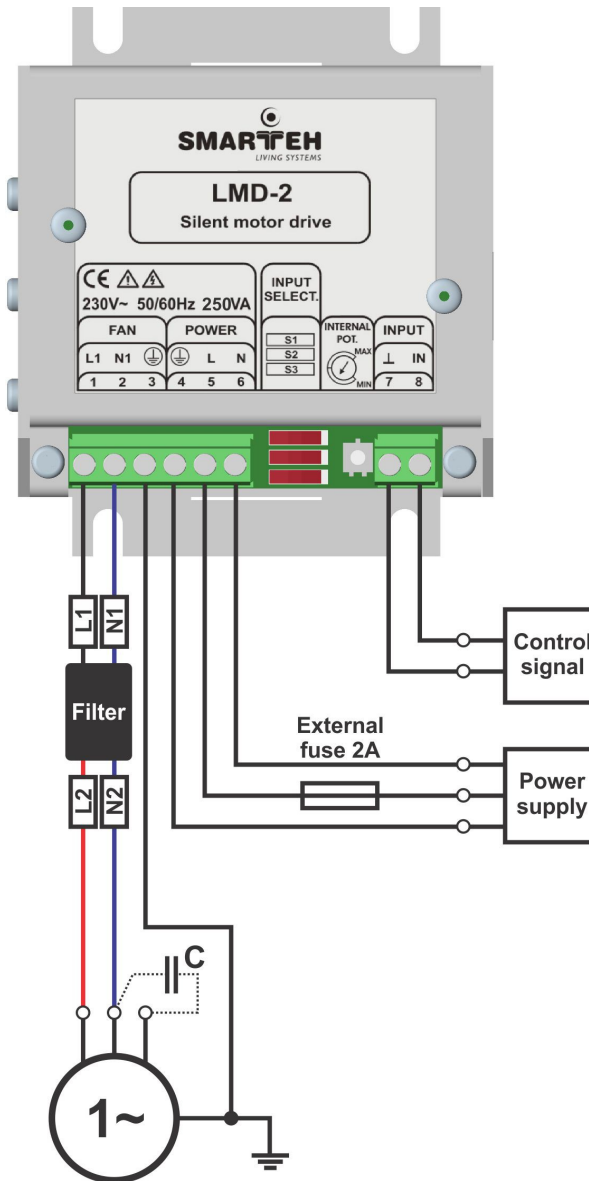 SMARTEH
LIVING SYSTEMS
LMD-2
Silent motor drive
CE
230V~ 50/60Hz 250VA
FAN POWER
L1 N1 L N
1 2 3 4 5 6
INPUT
SELECT.
S1
S2
S3
INTERNAL
POT.
MAX
MIN
INPUT
⊥ IN
7 8
L1 N1
Filter
L2 N2
Control
signal
External
fuse 2A
Power
supply
C
1~